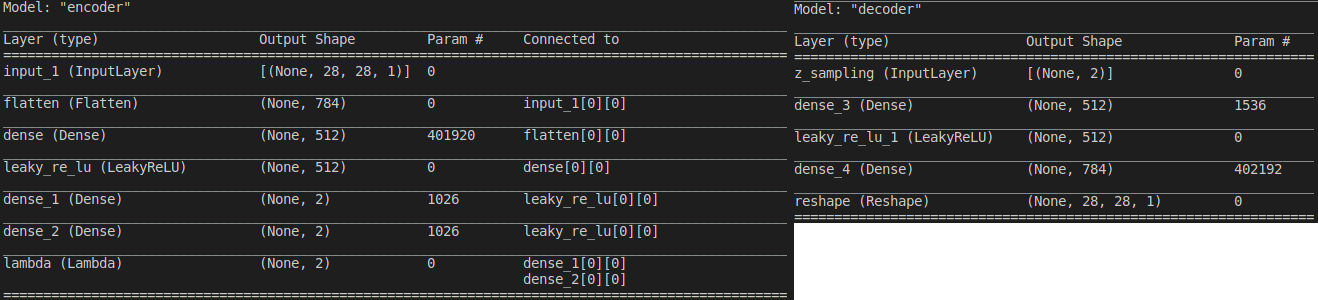 Model: "encoder"
Layer (type) Output Shape Param # Connected to
================================================================================
input_1 (InputLayer) [(None, 28, 28, 1)] 0
flatten (Flatten) (None, 784) 0 input_1[0][0]
dense (Dense) (None, 512) 401920 flatten[0][0]
leaky_re_lu (LeakyReLU) (None, 512) 0 dense[0][0]
dense_1 (Dense) (None, 2) 1026 leaky_re_lu[0][0]
dense_2 (Dense) (None, 2) 1026 leaky_re_lu[0][0]
lambda (Lambda) (None, 2) 0 dense_1[0][0]
dense_2[0][0]
================================================================================
Model: "decoder"
Layer (type) Output Shape Param #
=================================================================
z_sampling (InputLayer) [(None, 2)] 0
dense_3 (Dense) (None, 512) 1536
leaky_re_lu_1 (LeakyReLU) (None, 512) 0
dense_4 (Dense) (None, 784) 402192
reshape (Reshape) (None, 28, 28, 1) 0
=================================================================